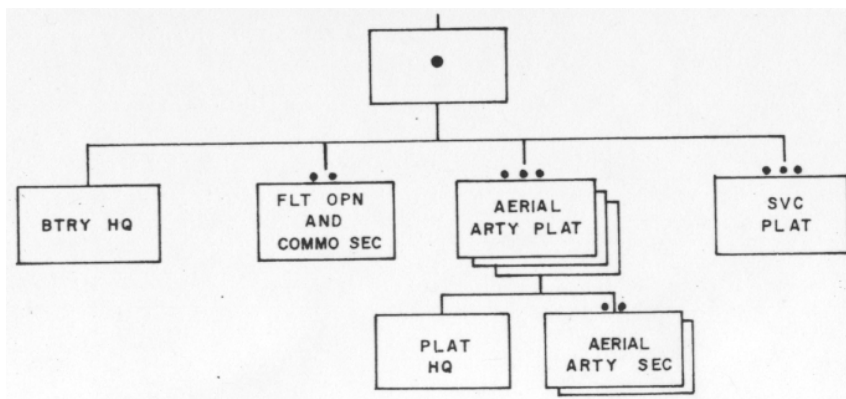 BTRY HQ
FLT OPN
AND
COMMO SEC
AERIAL
ARTY PLAT
SVC
PLAT
PLAT
HQ
AERIAL
ARTY SEC